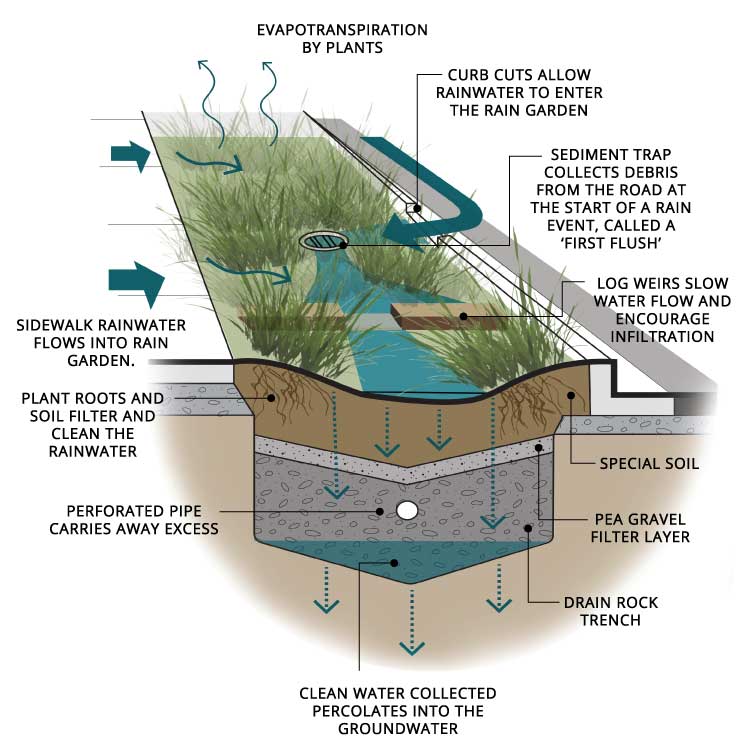 EVAPOTRANSPIRATION
BY PLANTS
CURB CUTS ALLOW
RAINWATER TO ENTER
THE RAIN GARDEN
SEDIMENT TRAP
COLLECTS DEBRIS
FROM THE ROAD AT
THE START OF A RAIN
EVENT, CALLED A
‘FIRST FLUSH’
LOG WEIRS SLOW
WATER FLOW AND
ENCOURAGE
INFILTRATION
SIDEWALK RAINWATER
FLOWS INTO RAIN
GARDEN.
PLANT ROOTS AND
SOIL FILTER AND
CLEAN THE
RAINWATER
SPECIAL SOIL
PERFORATED PIPE
CARRIES AWAY EXCESS
PEA GRAVEL
FILTER LAYER
DRAIN ROCK
TRENCH
CLEAN WATER COLLECTED
PERCOLATES INTO THE
GROUNDWATER